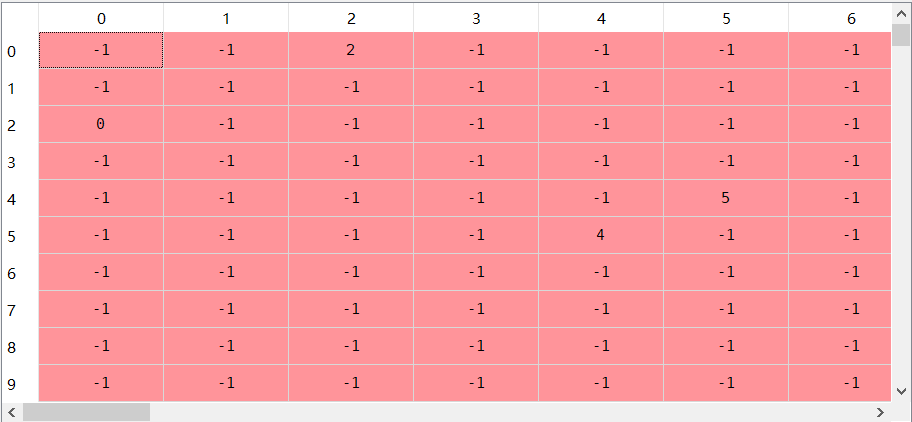 0 1 2 3 4 5 6
0 -1 -1 2 -1 -1 -1 -1
1 -1 -1 -1 -1 -1 -1 -1
2 0 -1 -1 -1 -1 -1 -1
3 -1 -1 -1 -1 -1 -1 -1
4 -1 -1 -1 -1 -1 5 -1
5 -1 -1 -1 -1 4 -1 -1
6 -1 -1 -1 -1 -1 -1 -1
7 -1 -1 -1 -1 -1 -1 -1
8 -1 -1 -1 -1 -1 -1 -1
9 -1 -1 -1 -1 -1 -1 -1